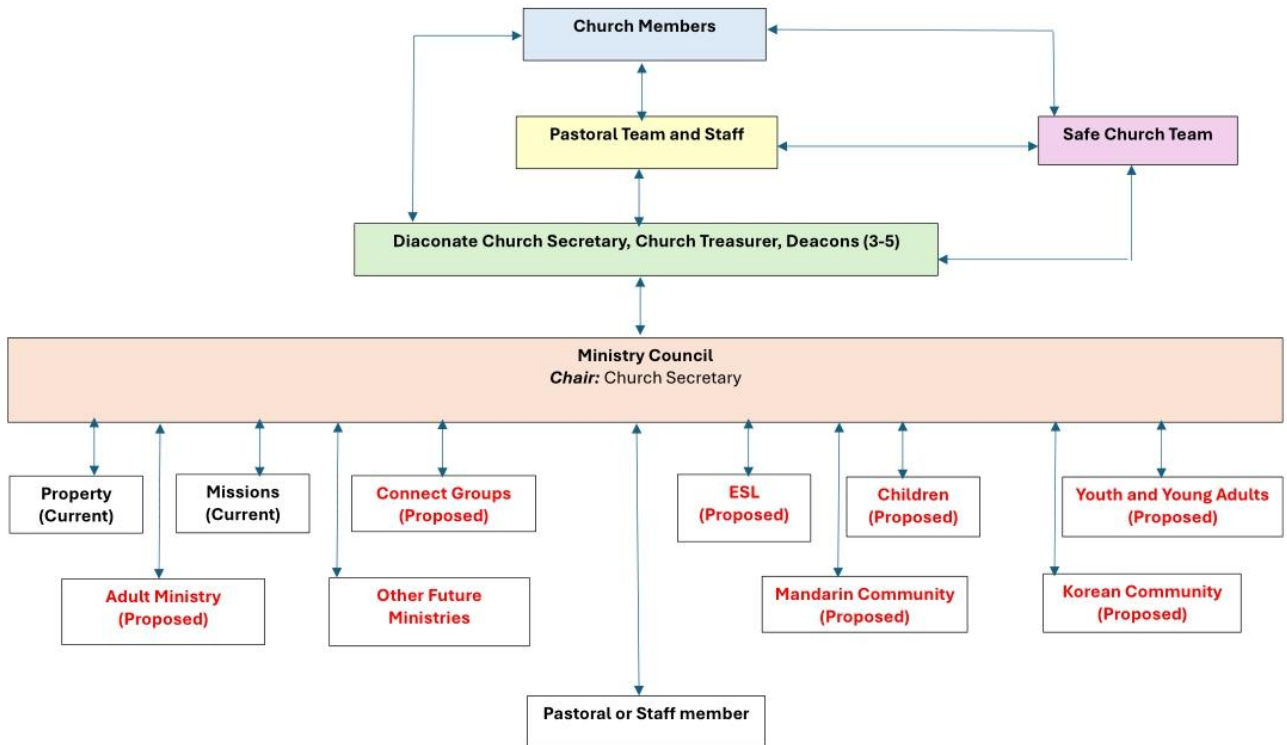 Church Members
Pastoral Team and Staff
Safe Church Team
Diaconate Church Secretary, Church Treasurer, Deacons (3-5)
Ministry Council
Chair: Church Secretary
Property
(Current)
Missions
(Current)
Connect Groups
(Proposed)
ESL
(Proposed)
Children
(Proposed)
Youth and Young Adults
(Proposed)
Adult Ministry
(Proposed)
Other Future
Ministries
Mandarin Community
(Proposed)
Korean Community
(Proposed)
Pastoral or Staff member